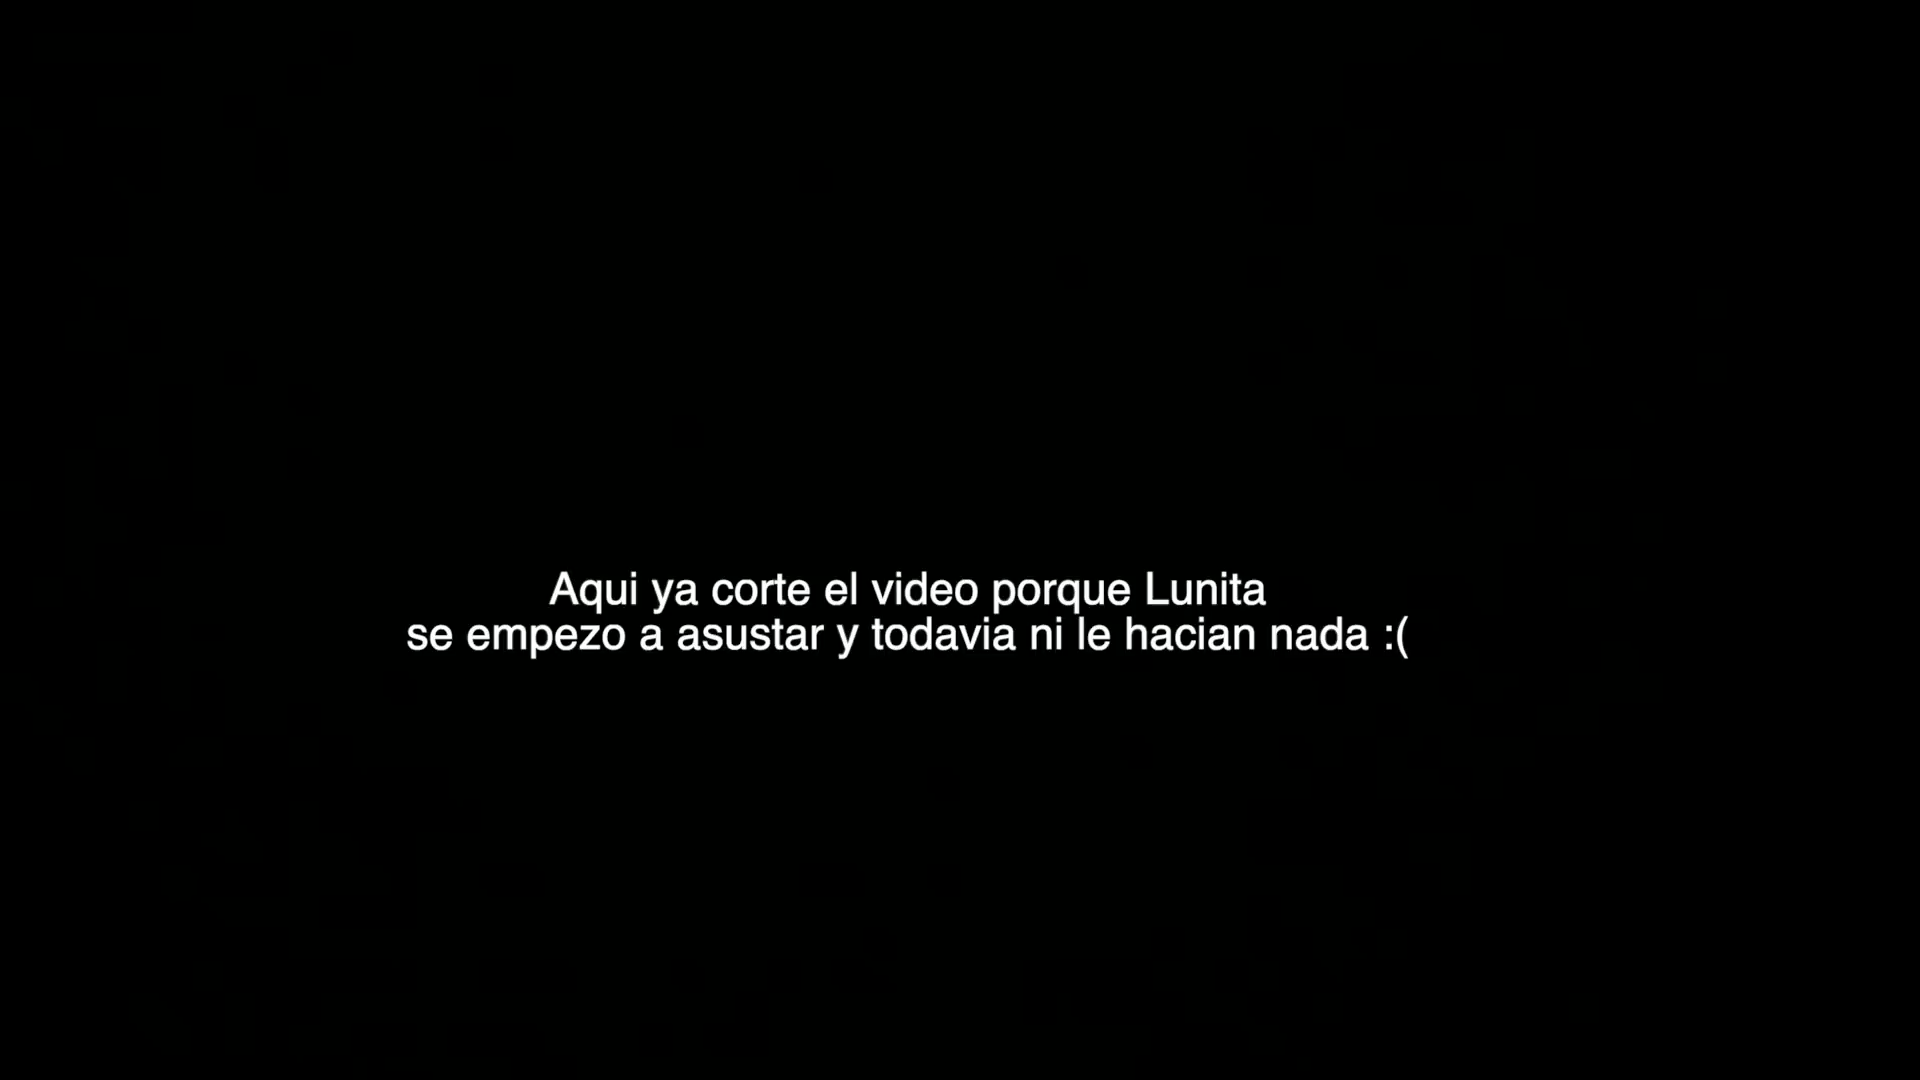 Aqui ya corte el video porque Lunita
se empezo a asustar y todavia ni le hacian nada :(